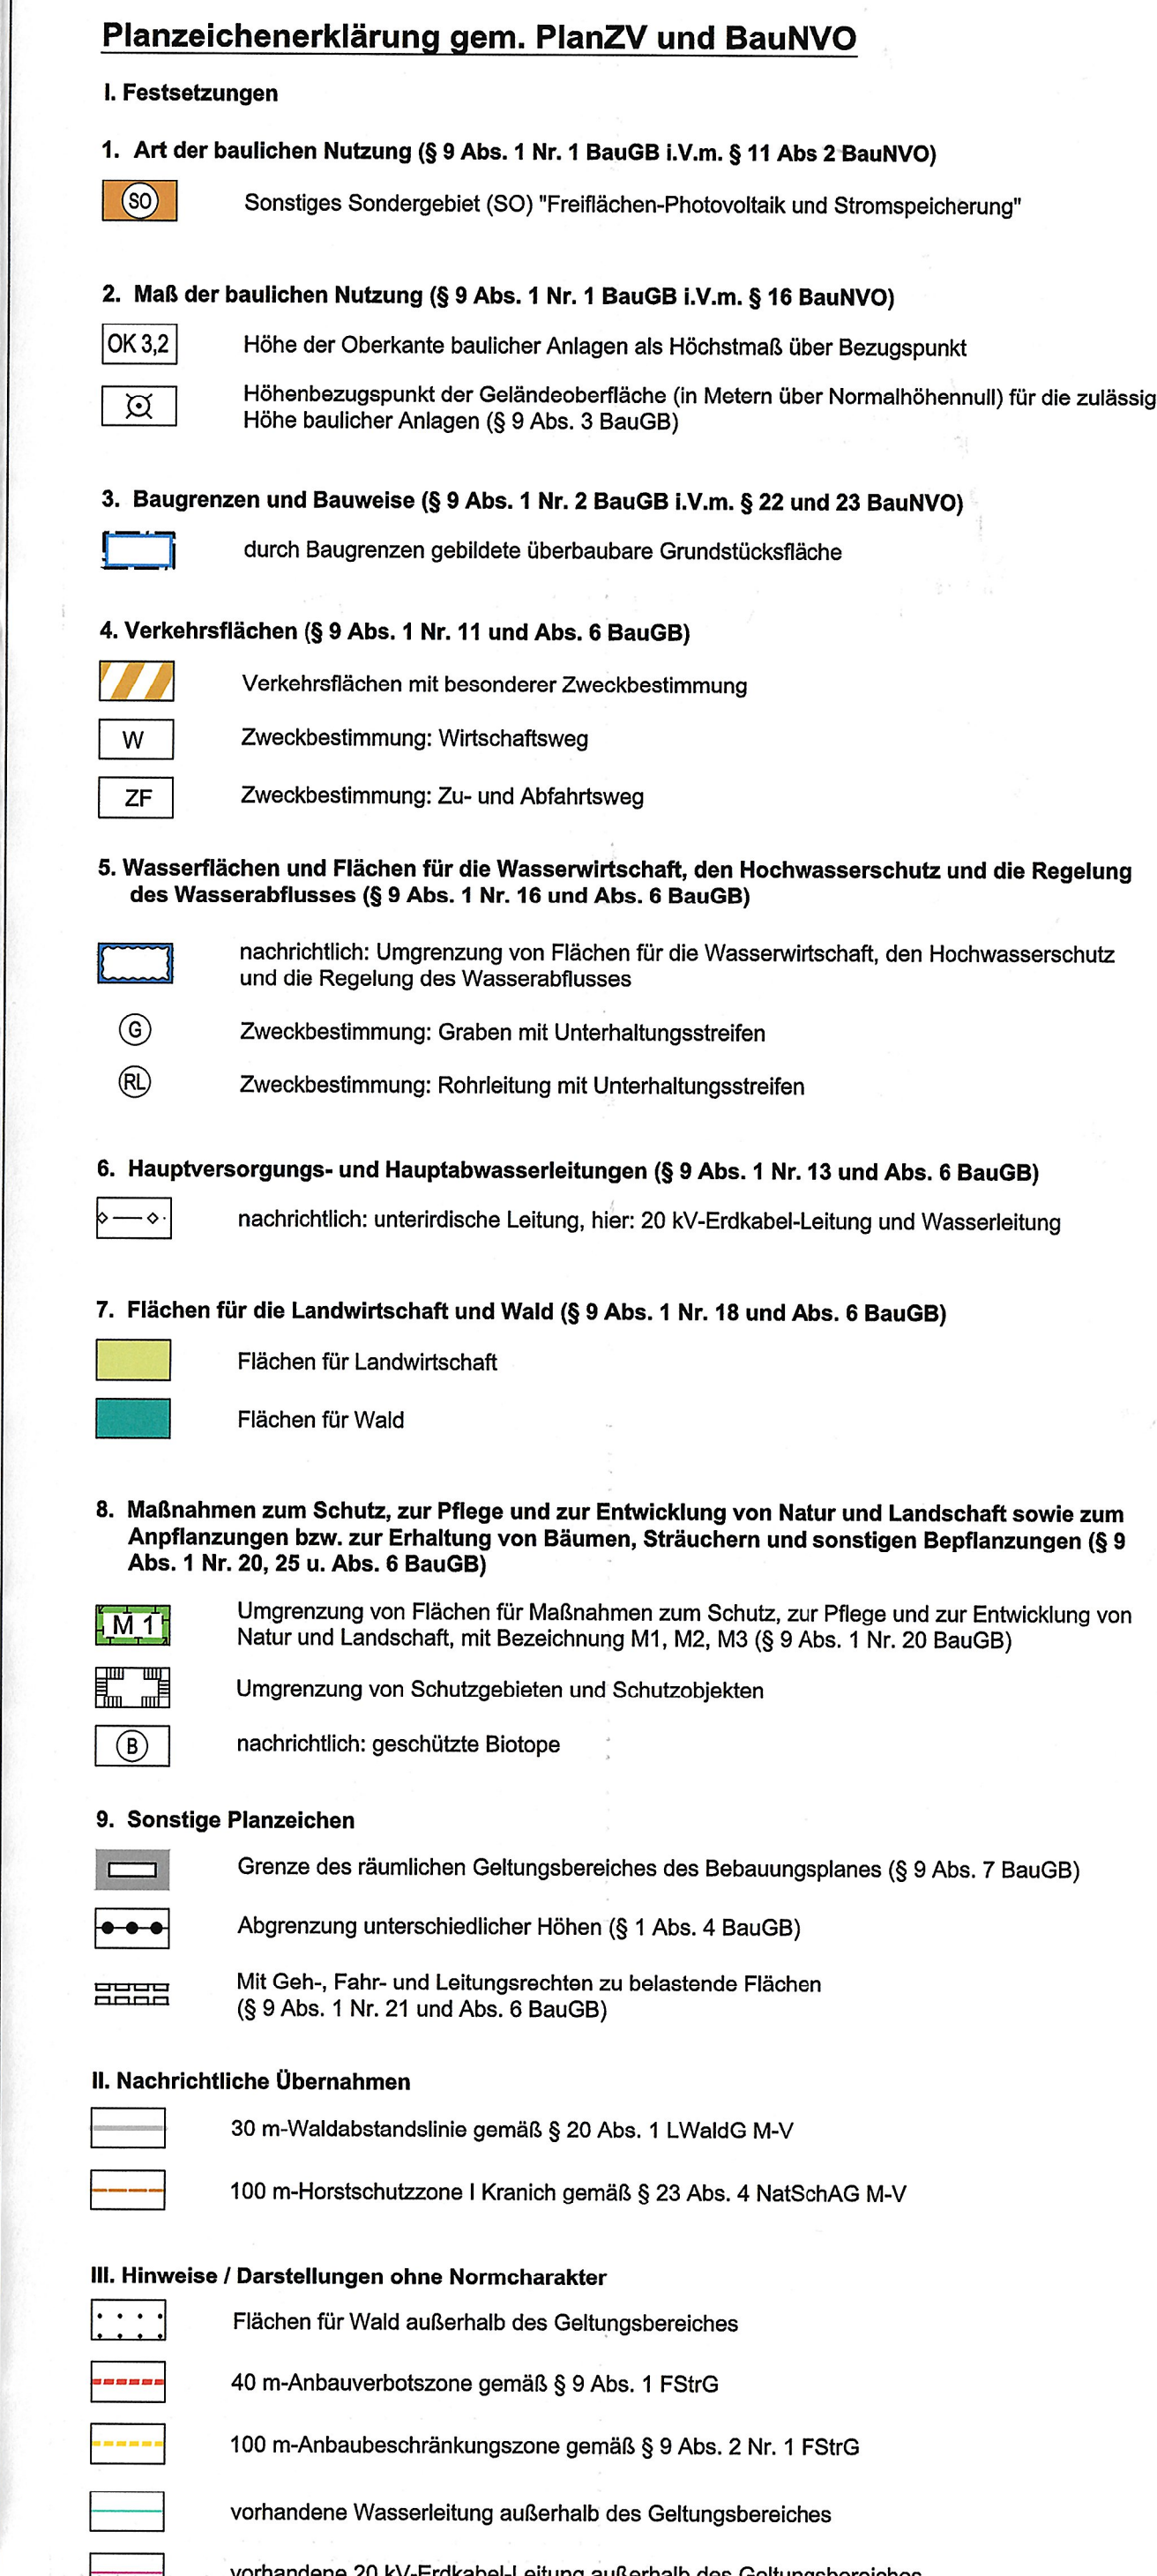 Planzeichenerklärung gem. PlanZV und BauNVO
I. Festsetzungen
1. Art der baulichen Nutzung (§ 9 Abs. 1 Nr. 1 BauGB i.V.m. § 11 Abs 2 BauNVO)
SO Sonstiges Sondergebiet (SO) "Freiflächen-Photovoltaik und Stromspeicherung"
2. Maß der baulichen Nutzung (§ 9 Abs. 1 Nr. 1 BauGB i.V.m. § 16 BauNVO)
OK 3,2 Höhe der Oberkante baulicher Anlagen als Höchstmaß über Bezugspunkt
Höhenbezugspunkt der Geländeoberfläche (in Metern über Normalhöhennull) für die zulässig
Höhe baulicher Anlagen (§ 9 Abs. 3 BauGB)
3. Baugrenzen und Bauweise (§ 9 Abs. 1 Nr. 2 BauGB i.V.m. § 22 und 23 BauNVO)
durch Baugrenzen gebildete überbaubare Grundstücksfläche
4. Verkehrsflächen (§ 9 Abs. 1 Nr. 11 und Abs. 6 BauGB)
Verkehrsflächen mit besonderer Zweckbestimmung
W Zweckbestimmung: Wirtschaftsweg
ZF Zweckbestimmung: Zu- und Abfahrtsweg
5. Wasserflächen und Flächen für die Wasserwirtschaft, den Hochwasserschutz und die Regelung
des Wasserabflusses (§ 9 Abs. 1 Nr. 16 und Abs. 6 BauGB)
nachrichtlich: Umgrenzung von Flächen für die Wasserwirtschaft, den Hochwasserschutz
und die Regelung des Wasserabflusses
G Zweckbestimmung: Graben mit Unterhaltungsstreifen
RL Zweckbestimmung: Rohrleitung mit Unterhaltungsstreifen
6. Hauptversorgungs- und Hauptabwasserleitungen (§ 9 Abs. 1 Nr. 13 und Abs. 6 BauGB)
nachrichtlich: unterirdische Leitung, hier: 20 kV-Erdkabel-Leitung und Wasserleitung
7. Flächen für die Landwirtschaft und Wald (§ 9 Abs. 1 Nr. 18 und Abs. 6 BauGB)
Flächen für Landwirtschaft
Flächen für Wald
8. Maßnahmen zum Schutz, zur Pflege und zur Entwicklung von Natur und Landschaft sowie zum
Anpflanzungen bzw. zur Erhaltung von Bäumen, Sträuchern und sonstigen Bepflanzungen (§ 9
Abs. 1 Nr. 20, 25 u. Abs. 6 BauGB)
M 1 Umgrenzung von Flächen für Maßnahmen zum Schutz, zur Pflege und zur Entwicklung von
Natur und Landschaft, mit Bezeichnung M1, M2, M3 (§ 9 Abs. 1 Nr. 20 BauGB)
Umgrenzung von Schutzgebieten und Schutzobjekten
B nachrichtlich: geschützte Biotope
9. Sonstige Planzeichen
Grenze des räumlichen Geltungsbereiches des Bebauungsplanes (§ 9 Abs. 7 BauGB)
Abgrenzung unterschiedlicher Höhen (§ 1 Abs. 4 BauGB)
Mit Geh-, Fahr- und Leitungsrechten zu belastende Flächen
(§ 9 Abs. 1 Nr. 21 und Abs. 6 BauGB)
II. Nachrichtliche Übernahmen
30 m-Waldabstandslinie gemäß § 20 Abs. 1 LWaldG M-V
100 m-Horstschutzzone I Kranich gemäß § 23 Abs. 4 NatSchAG M-V
III. Hinweise / Darstellungen ohne Normcharakter
Flächen für Wald außerhalb des Geltungsbereiches
40 m-Anbauverbotszone gemäß § 9 Abs. 1 FStrG
100 m-Anbaubeschränkungszone gemäß § 9 Abs. 2 Nr. 1 FStrG
vorhandene Wasserleitung außerhalb des Geltungsbereiches
vorhandene 20 kV-Erdkabel-Leitung außerhalb des Geltungsbereiches